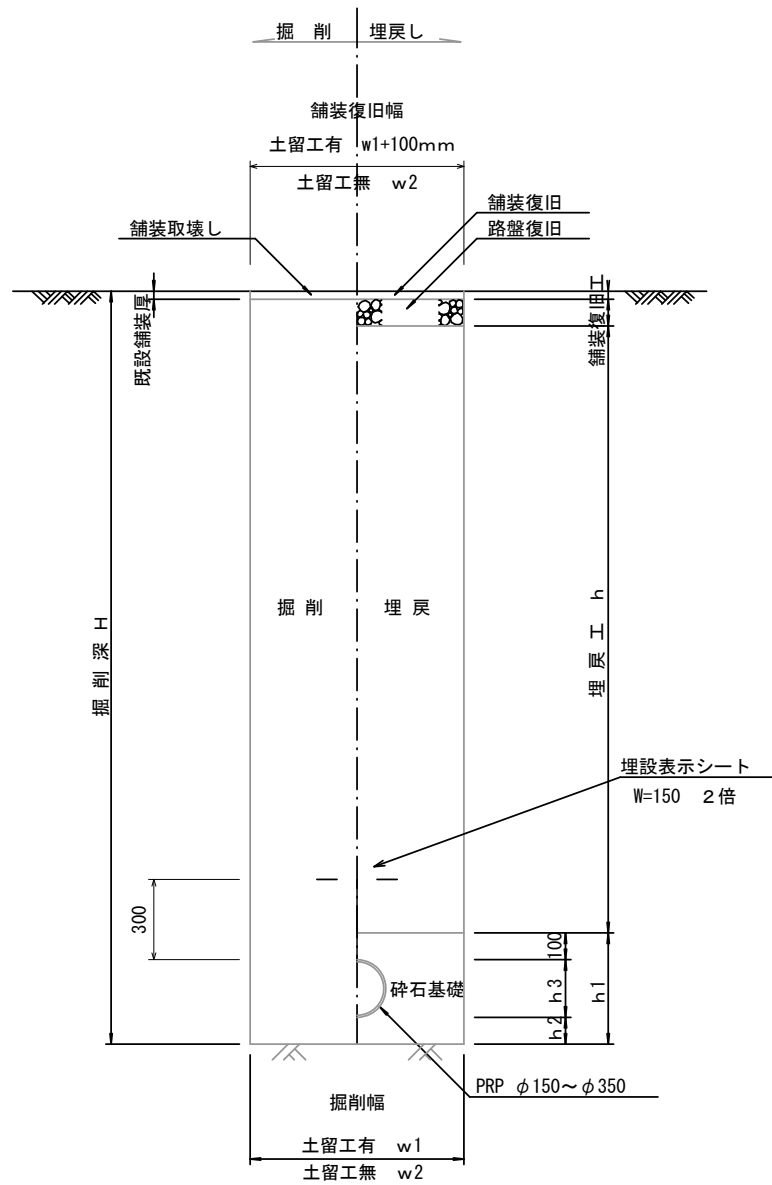 掘 削 埋戻し
舗装復旧幅
土留工有 w1+100mm
土留工無 w2
舗装復旧
舗装取壊し
路盤復旧
既設舗装厚
舗装復旧工
掘 削
埋 戻
掘 削 深 H
埋 戻 工 h
埋設表示シート
W=150 2倍
300
100
砕石基礎
h3
h1
h2
PRP φ150～φ350
掘削幅
土留工有 w1
土留工無 w2